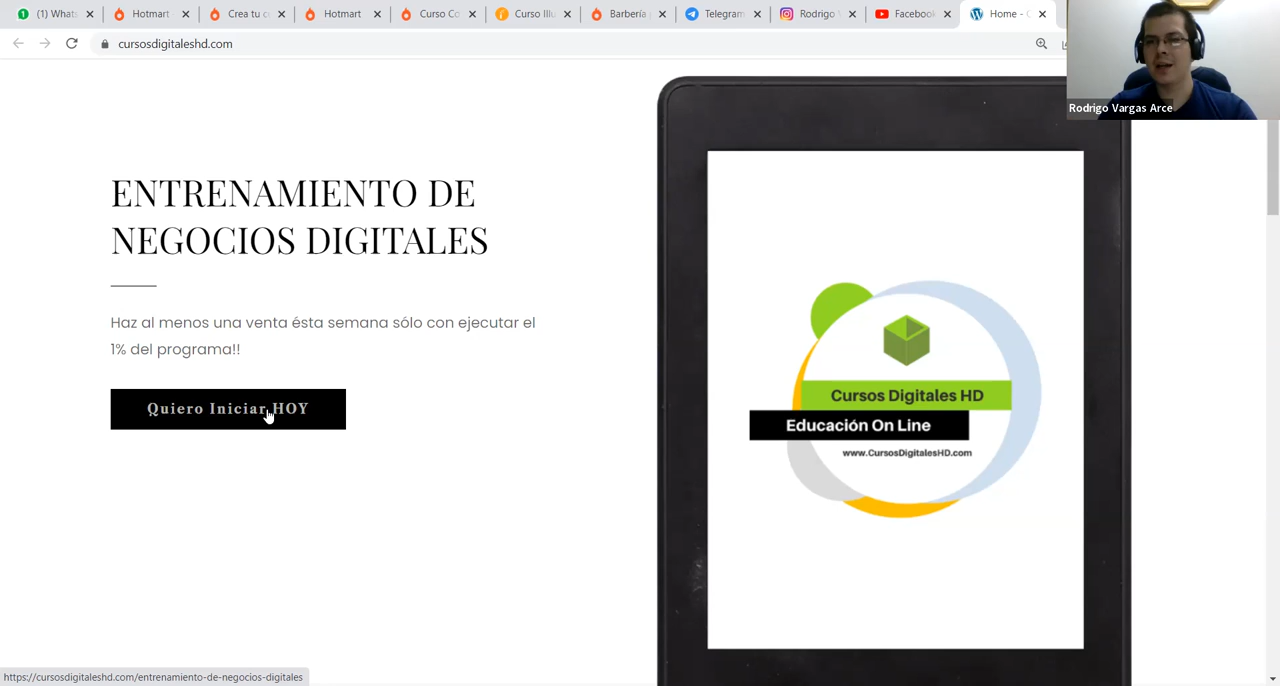 (1) Whats
Hotmart
Crea tu c
Hotmart
Curso Co
Curso Illu
Barbería
Telegram
Rodrigo V
Facebook
Home - C
cursosdigitaleshd.com
Rodrigo Vargas Arce
ENTRENAMIENTO DE
NEGOCIOS DIGITALES
Haz al menos una venta ésta semana sólo con ejecutar el
1% del programa!!
Quiero Iniciar HOY
Cursos Digitales HD
Educación On Line
www.CursosDigitalesHD.com
https://cursosdigitaleshd.com/entrenamiento-de-negocios-digitales